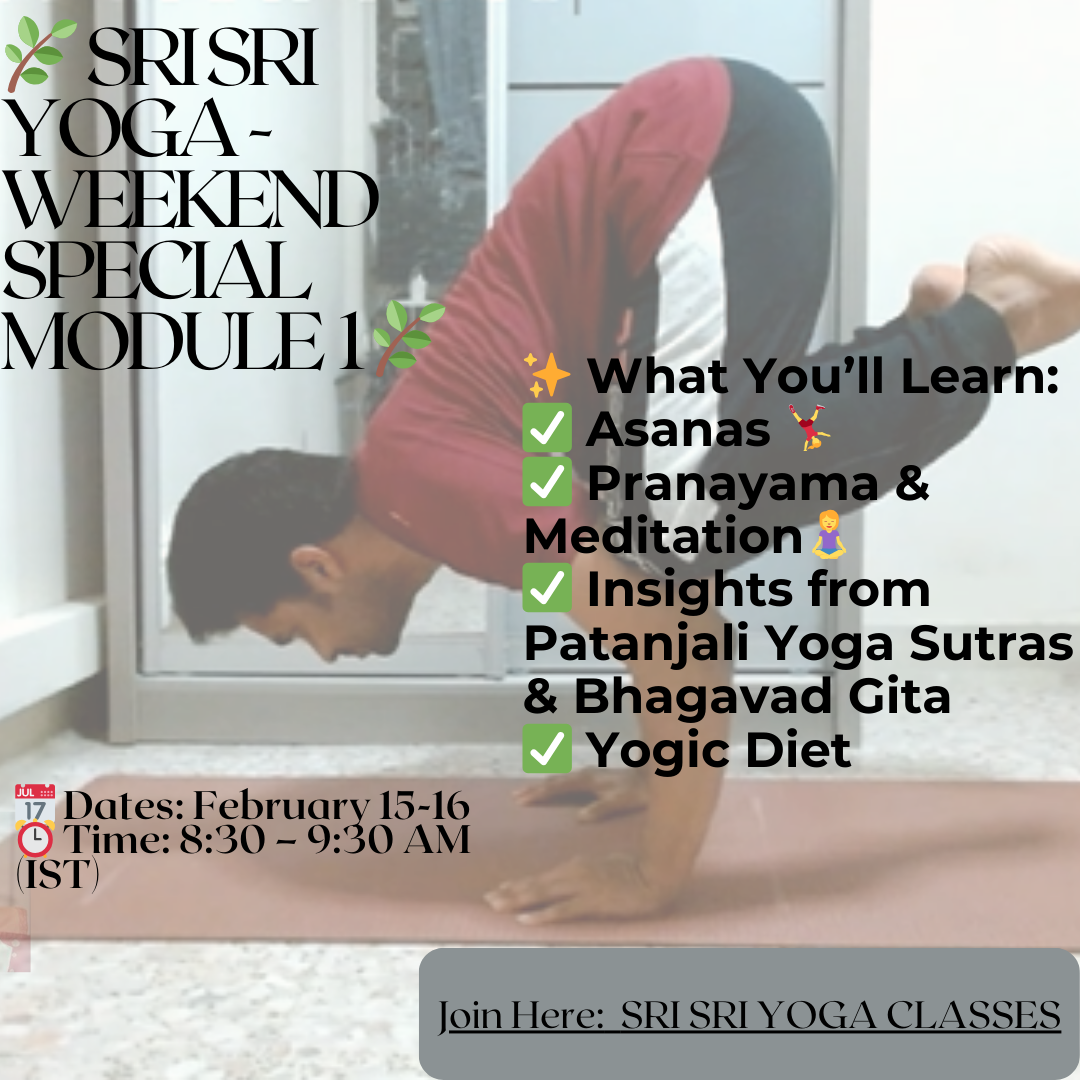 🌿 SRI SRI
YOGA -
WEEKEND
SPECIAL
MODULE 1🌿
✨ What You’ll Learn:
✅ Asanas 🤸
✅ Pranayama &
Meditation🧘
✅ Insights from
Patanjali Yoga Sutras
& Bhagavad Gita
✅ Yogic Diet
📅 Dates: February 15-16
⏰ Time: 8:30 – 9:30 AM
(IST)
Join Here: SRI SRI YOGA CLASSES